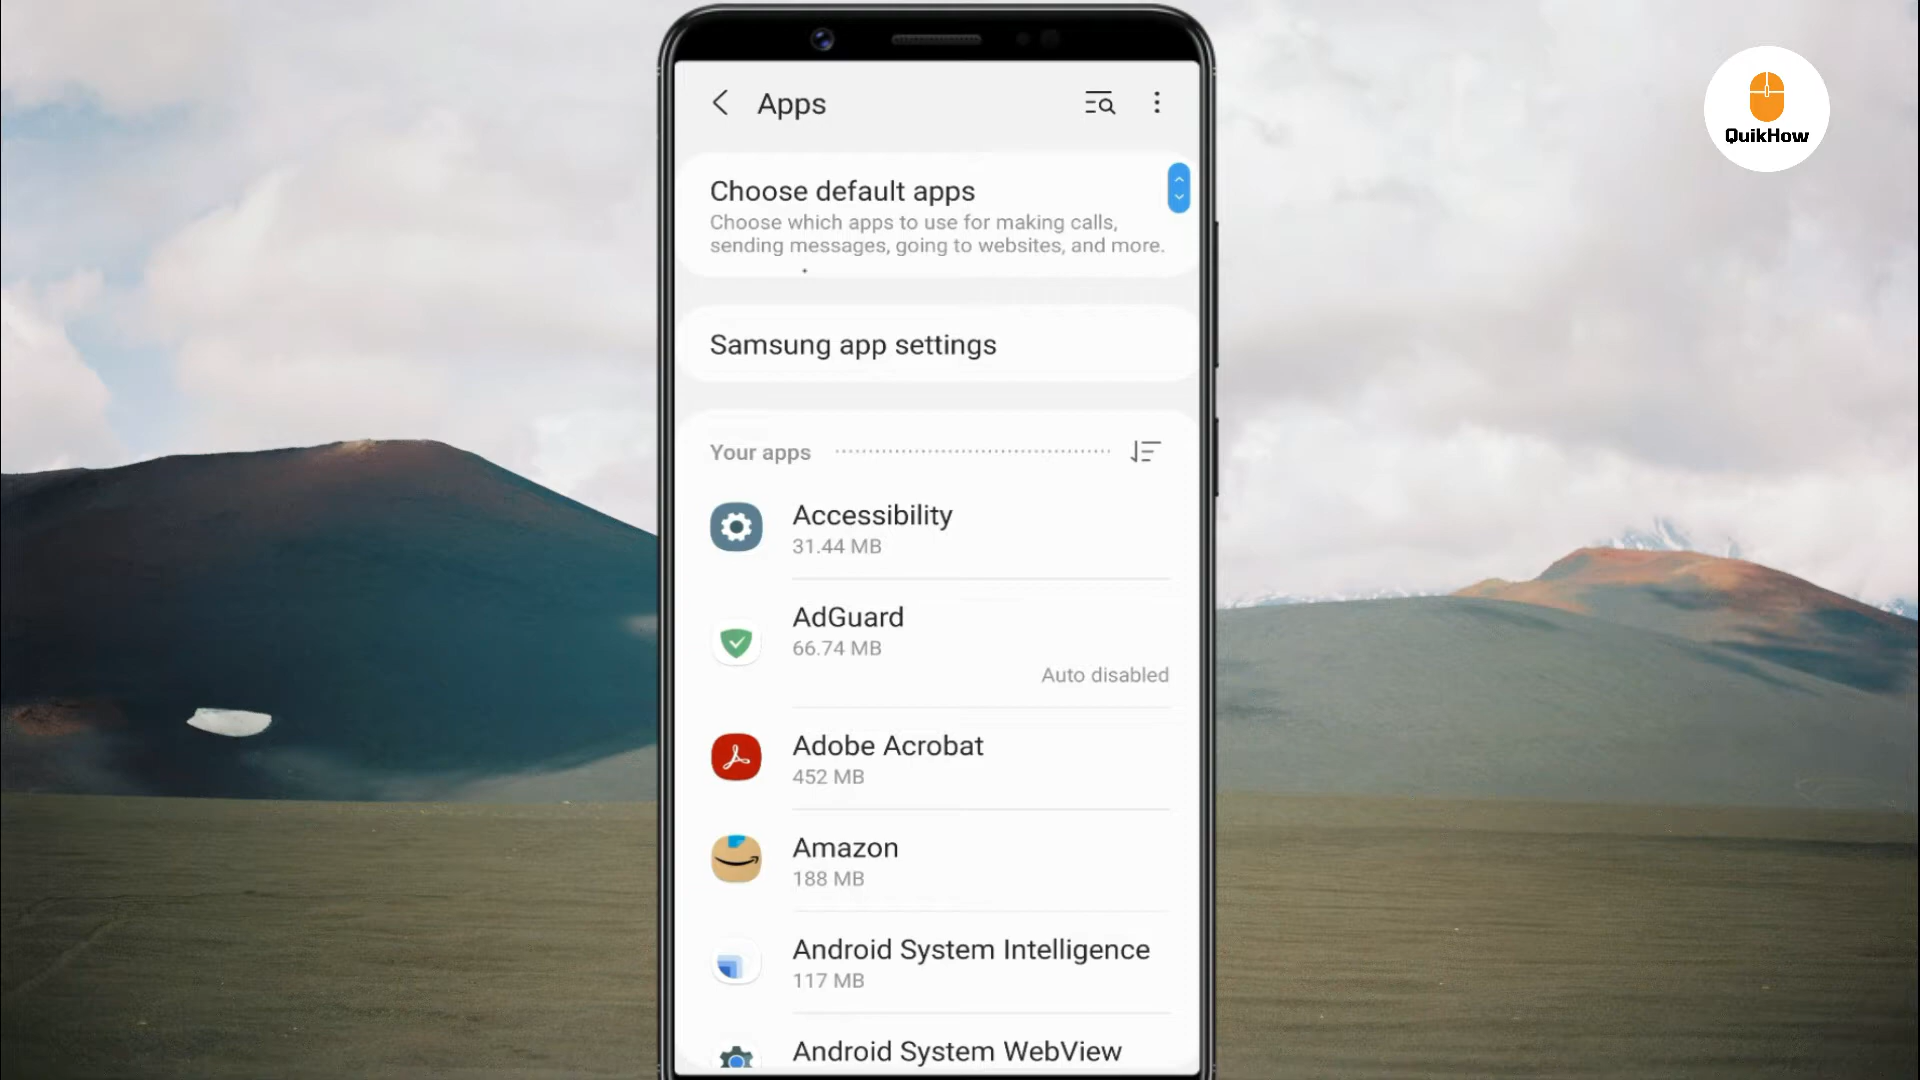 Apps
QuikHow
Choose default apps
Choose which apps to use for making calls,
sending messages, going to websites, and more.
Samsung app settings
Your apps
Accessibility
31.44 MB
AdGuard
66.74 MB
Auto disabled
Adobe Acrobat
452 MB
Amazon
188 MB
Android System Intelligence
117 MB
Android System WebView